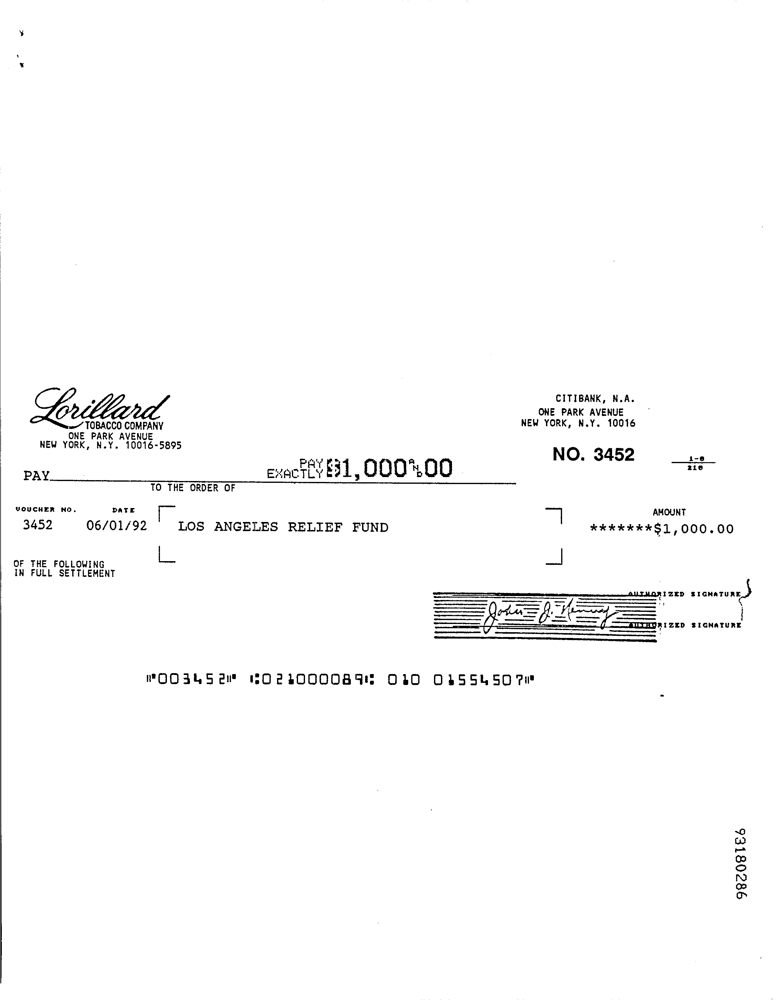 Lorillard
TOBACCO COMPANY
ONE PARK AVENUE
NEW YORK, N.Y. 10016-5895
CITIBANK, N.A.
ONE PARK AVENUE
NEW YORK, N.Y. 10016
NO. 3452
1-8
210
PAY
PAY EXACTLY $1,000 AND 00
TO THE ORDER OF
VOUCHER NO. DATE AMOUNT
3452 06/01/92 LOS ANGELES RELIEF FUND *******$1,000.00
OF THE FOLLOWING
IN FULL SETTLEMENT
AUTHORIZED SIGNATURE
John J.
AUTHORIZED SIGNATURE
⑈003452⑈ ⑆021000089⑆ 010 01554507⑈
93180286